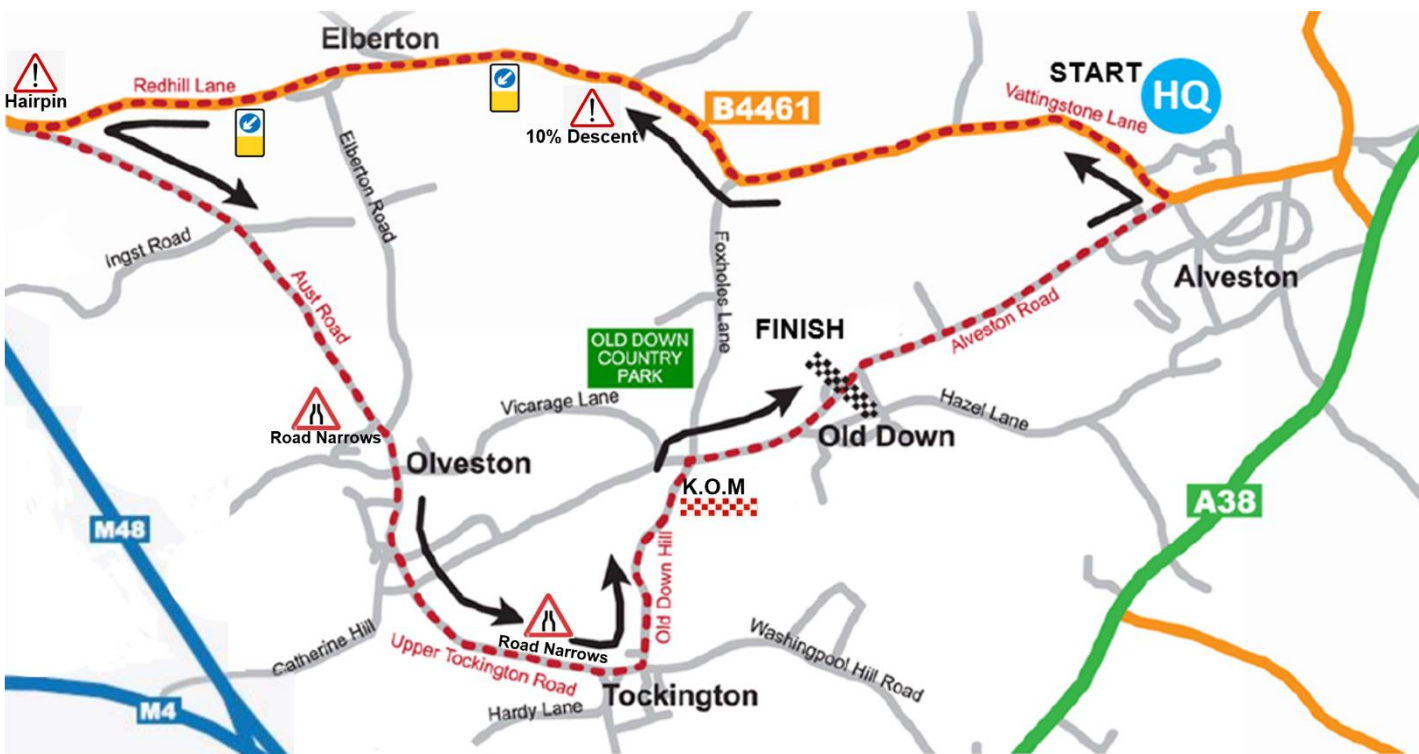 Elberton
START
HQ
Hairpin
Redhill Lane
Vattingstone Lane
B4461
10% Descent
Elberton Road
Ingst Road
Foxholes Lane
Aust Road
Alveston
Alveston Road
FINISH
OLD DOWN
COUNTRY
PARK
Vicarage Lane
Hazel Lane
Road Narrows
Old Down
Olveston
K.O.M
A38
M48
Old Down Hill
Road Narrows
Catherine Hill
Upper Tockington Road
Washingpool Hill Road
Tockington
M4
Hardy Lane